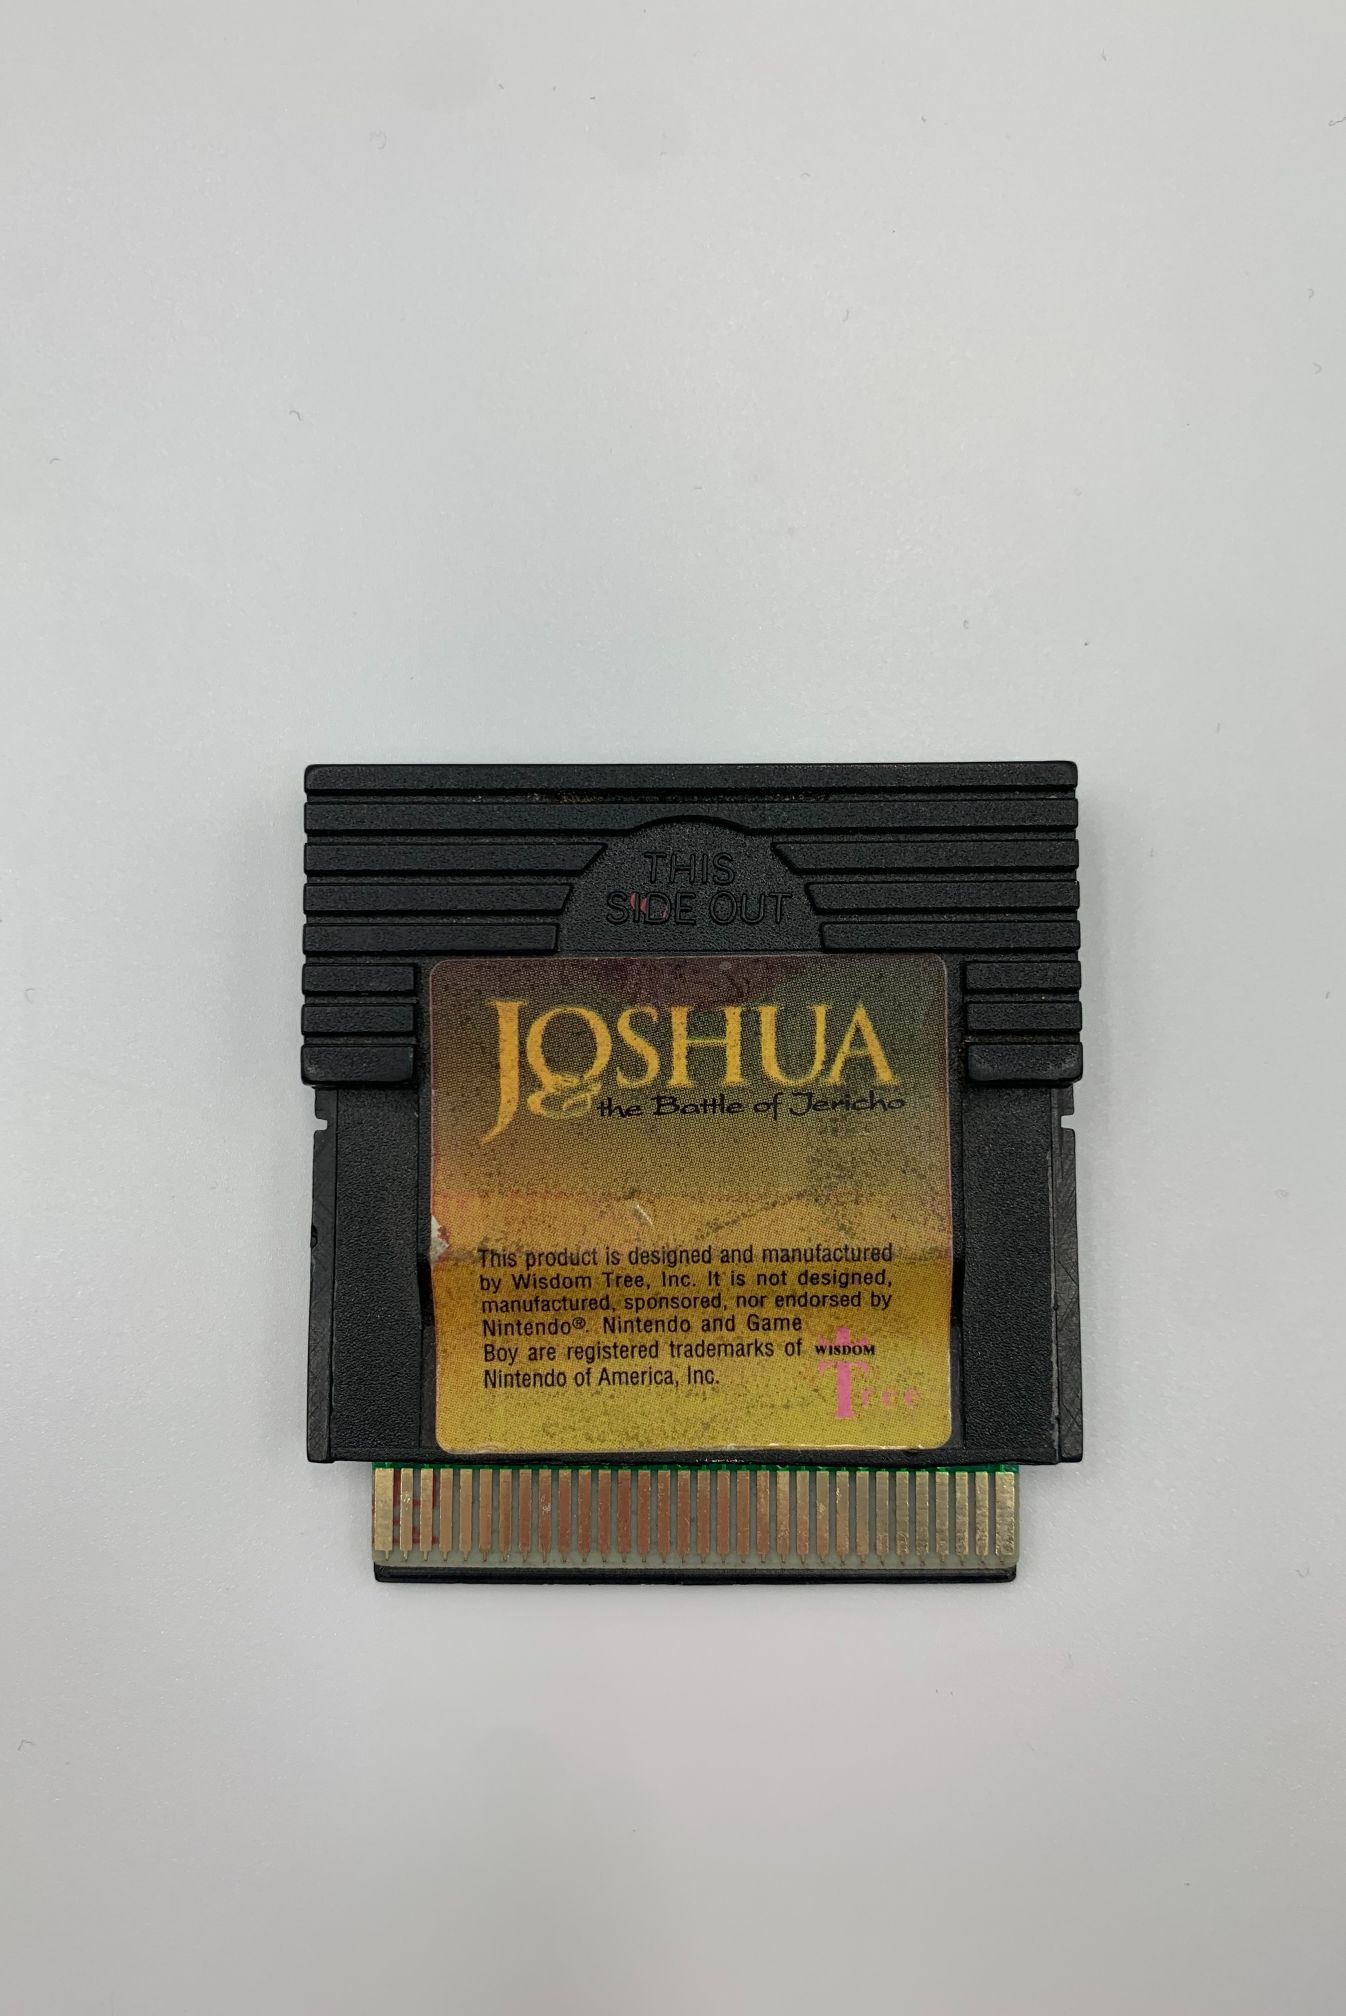 THIS
SIDE OUT
JOSHUA
& the Battle of Jericho
This product is designed and manufactured
by Wisdom Tree, Inc. It is not designed,
manufactured, sponsored, nor endorsed by
Nintendo®. Nintendo and Game
Boy are registered trademarks of
Nintendo of America, Inc.
WISDOM
Tree